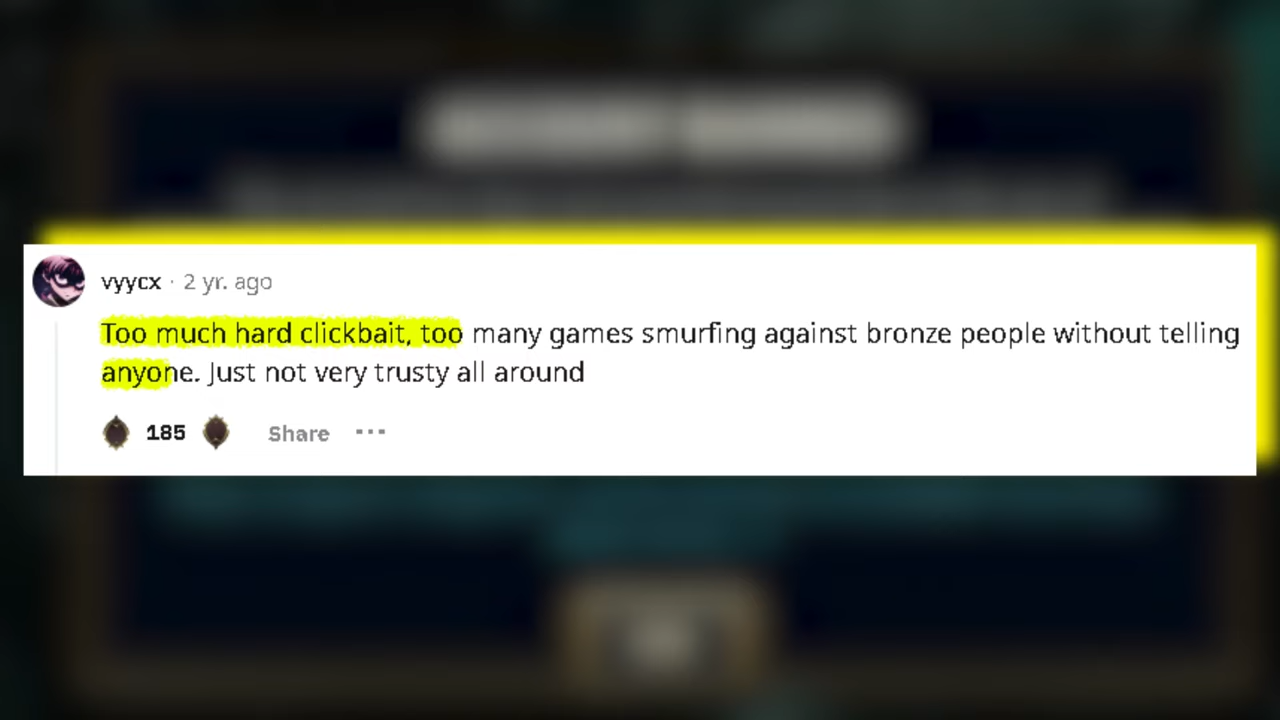 vyycx · 2 yr. ago
Too much hard clickbait, too many games smurfing against bronze people without telling
anyone. Just not very trusty all around
185 Share ···